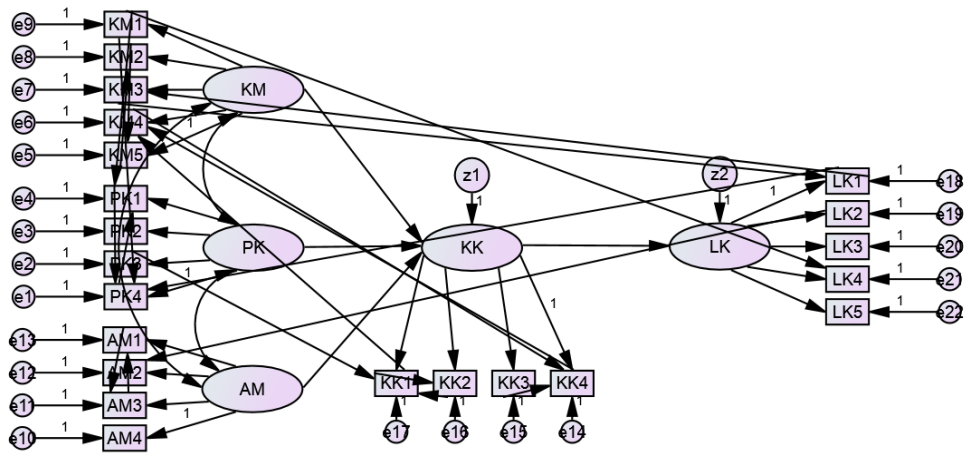 e9 1 KM1
e8 1 KM2
e7 1 KM3 KM
e6 1 KM4 1
e5 1 KM5
z1 z2
e4 1 PK1 1 1 LK1 1 e18
e3 1 PK2 LK2 1 e19
PK KK LK
e2 1 PK3 LK3 1 e20
1 LK4 1 e21
e1 1 PK4
1 LK5 1 e22
e13 1 AM1
e12 1 AM2
AM KK1 KK2 KK3 KK4
e11 1 AM3 1 1 1 1
1
e10 1 AM4 e17 e16 e15 e14